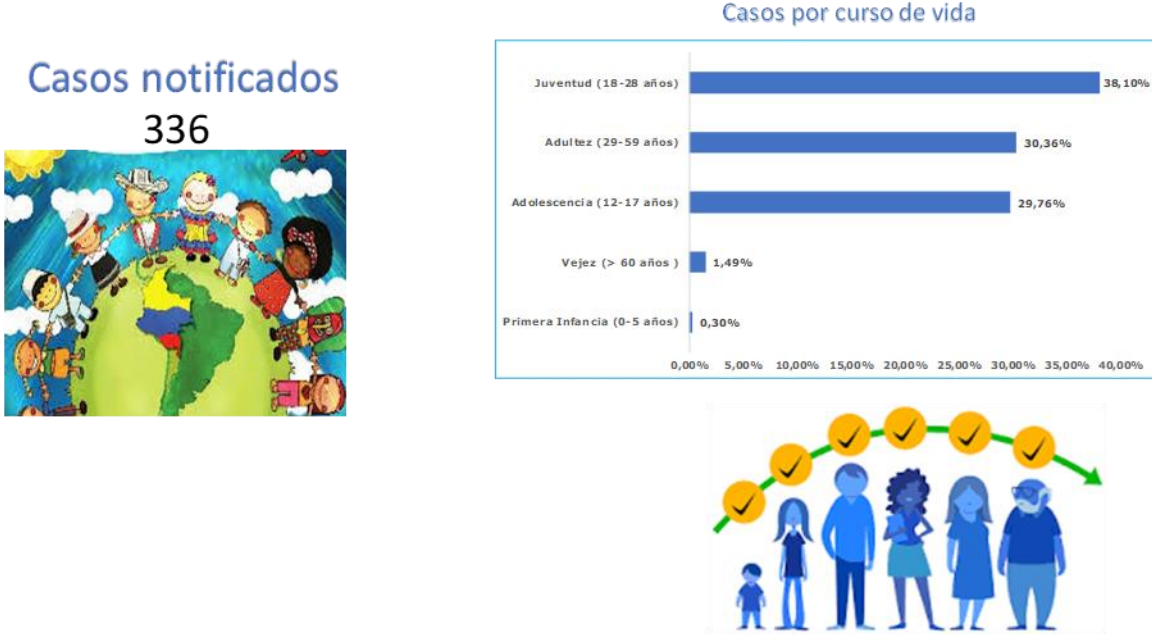 Casos notificados
336
Casos por curso de vida
Juventud (18-28 años)
38,10%
Adultez (29-59 años)
30,36%
Adolescencia (12-17 años)
29,76%
Vejez (> 60 años )
1,49%
Primera Infancia (0-5 años)
0,30%
0,00% 5,00% 10,00% 15,00% 20,00% 25,00% 30,00% 35,00% 40,00%